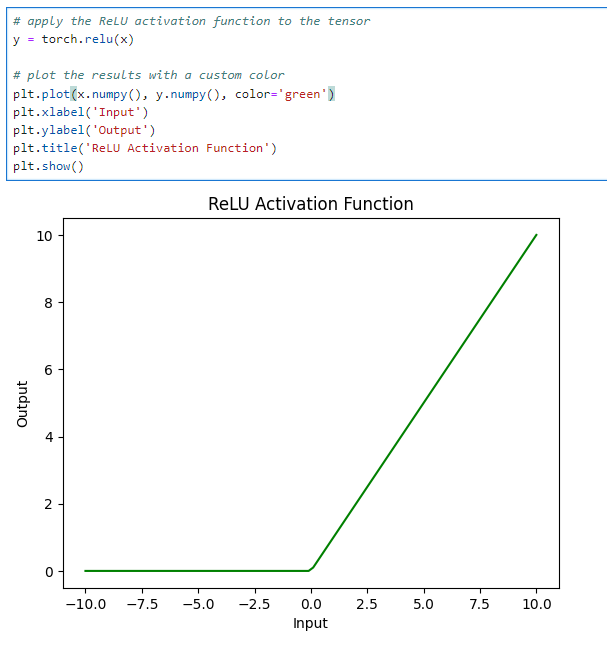 # apply the ReLU activation function to the tensor
y = torch.relu(x)
# plot the results with a custom color
plt.plot(x.numpy(), y.numpy(), color='green')
plt.xlabel('Input')
plt.ylabel('Output')
plt.title('ReLU Activation Function')
plt.show()
ReLU Activation Function
10
8
6
4
2
0
Output
−10.0 −7.5 −5.0 −2.5 0.0 2.5 5.0 7.5 10.0
Input